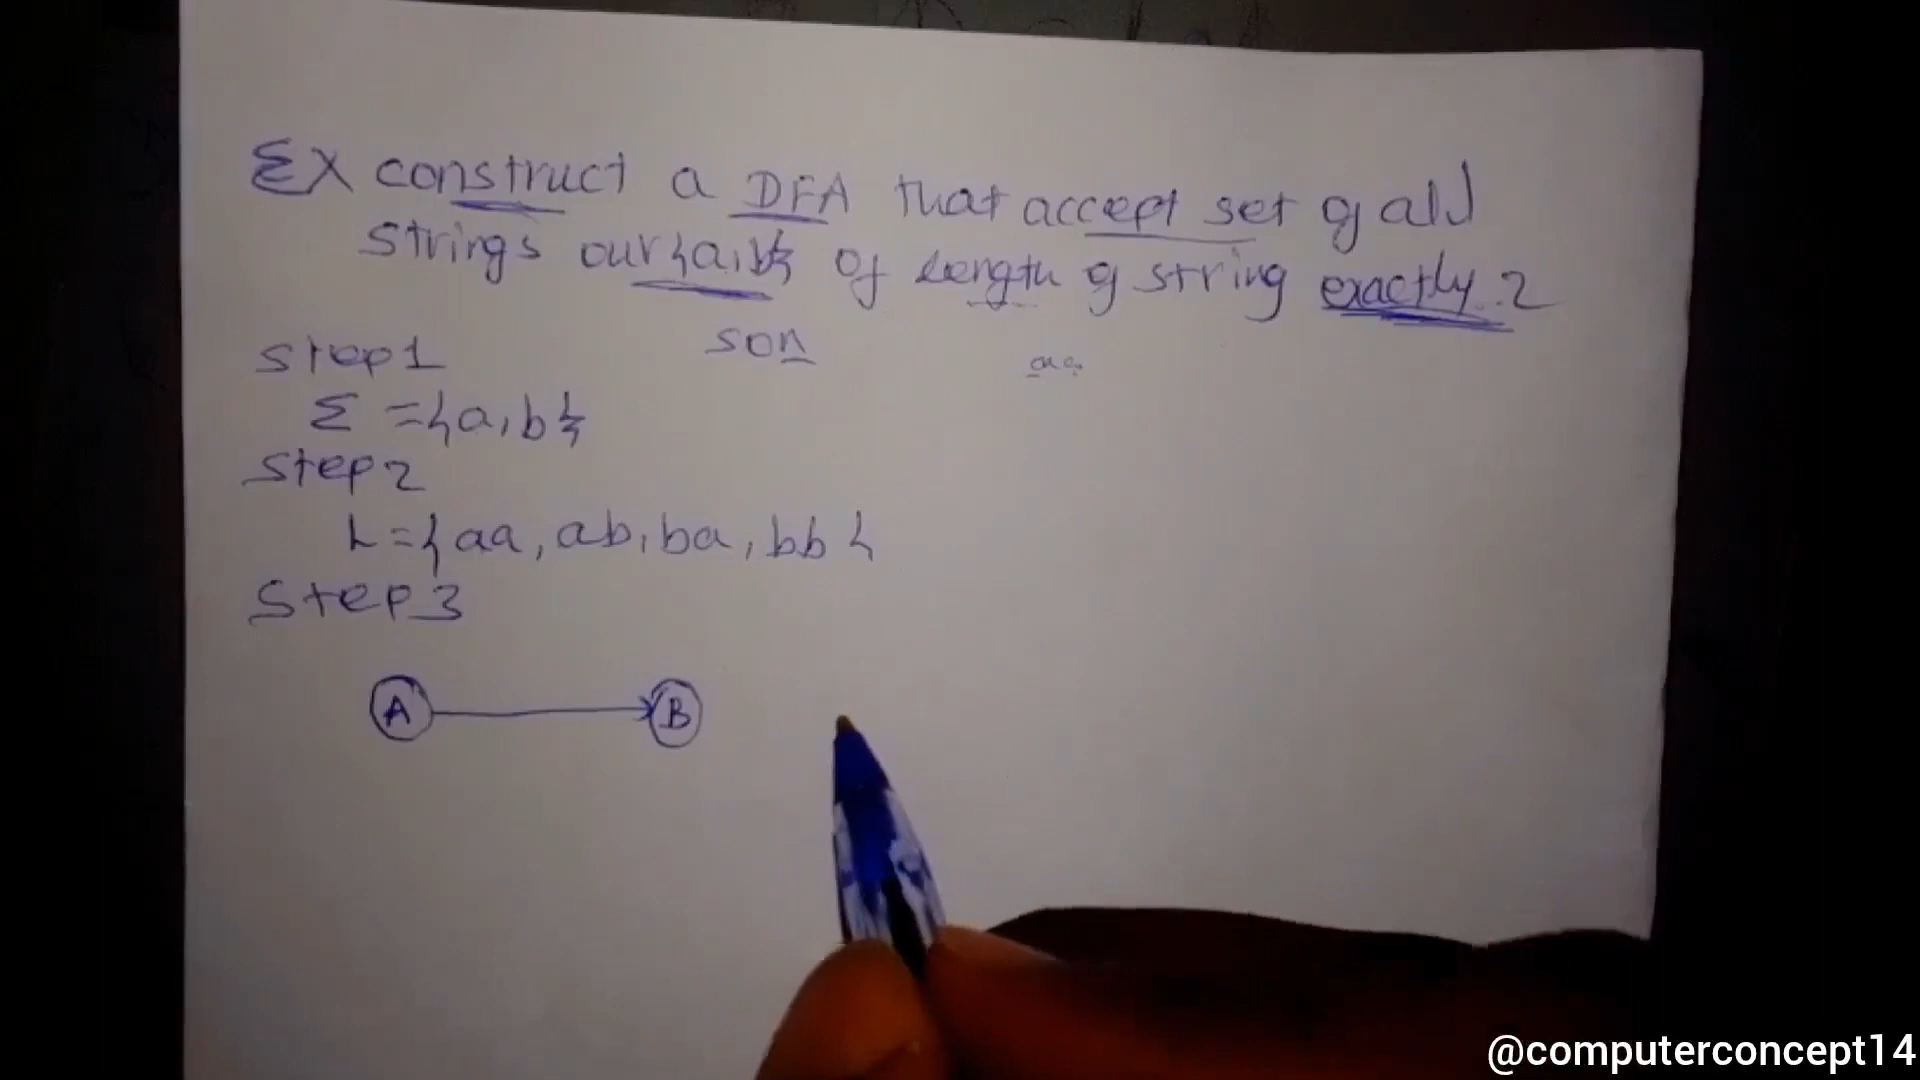 Ex construct a DFA that accept set of all
strings our {a,b} of length of string exactly 2
son
step1
Σ = {a,b}
step2
L = {aa, ab, ba, bb }
step3
A B
@computerconcept14